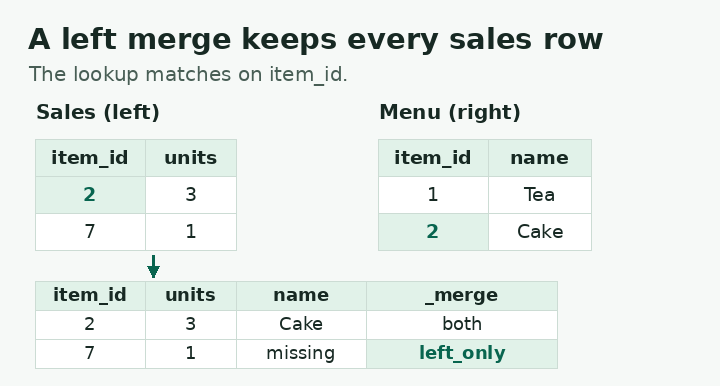 A left merge keeps every sales row
The lookup matches on item_id.
Sales (left)
Menu (right)
item_id units
2 3
7 1
item_id name
1 Tea
2 Cake
item_id units name _merge
2 3 Cake both
7 1 missing left_only